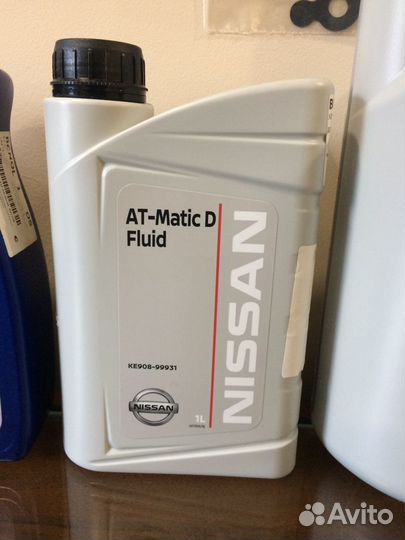 AT-Matic D
Fluid
NISSAN
KE908-99931
NISSAN
1L
Avito